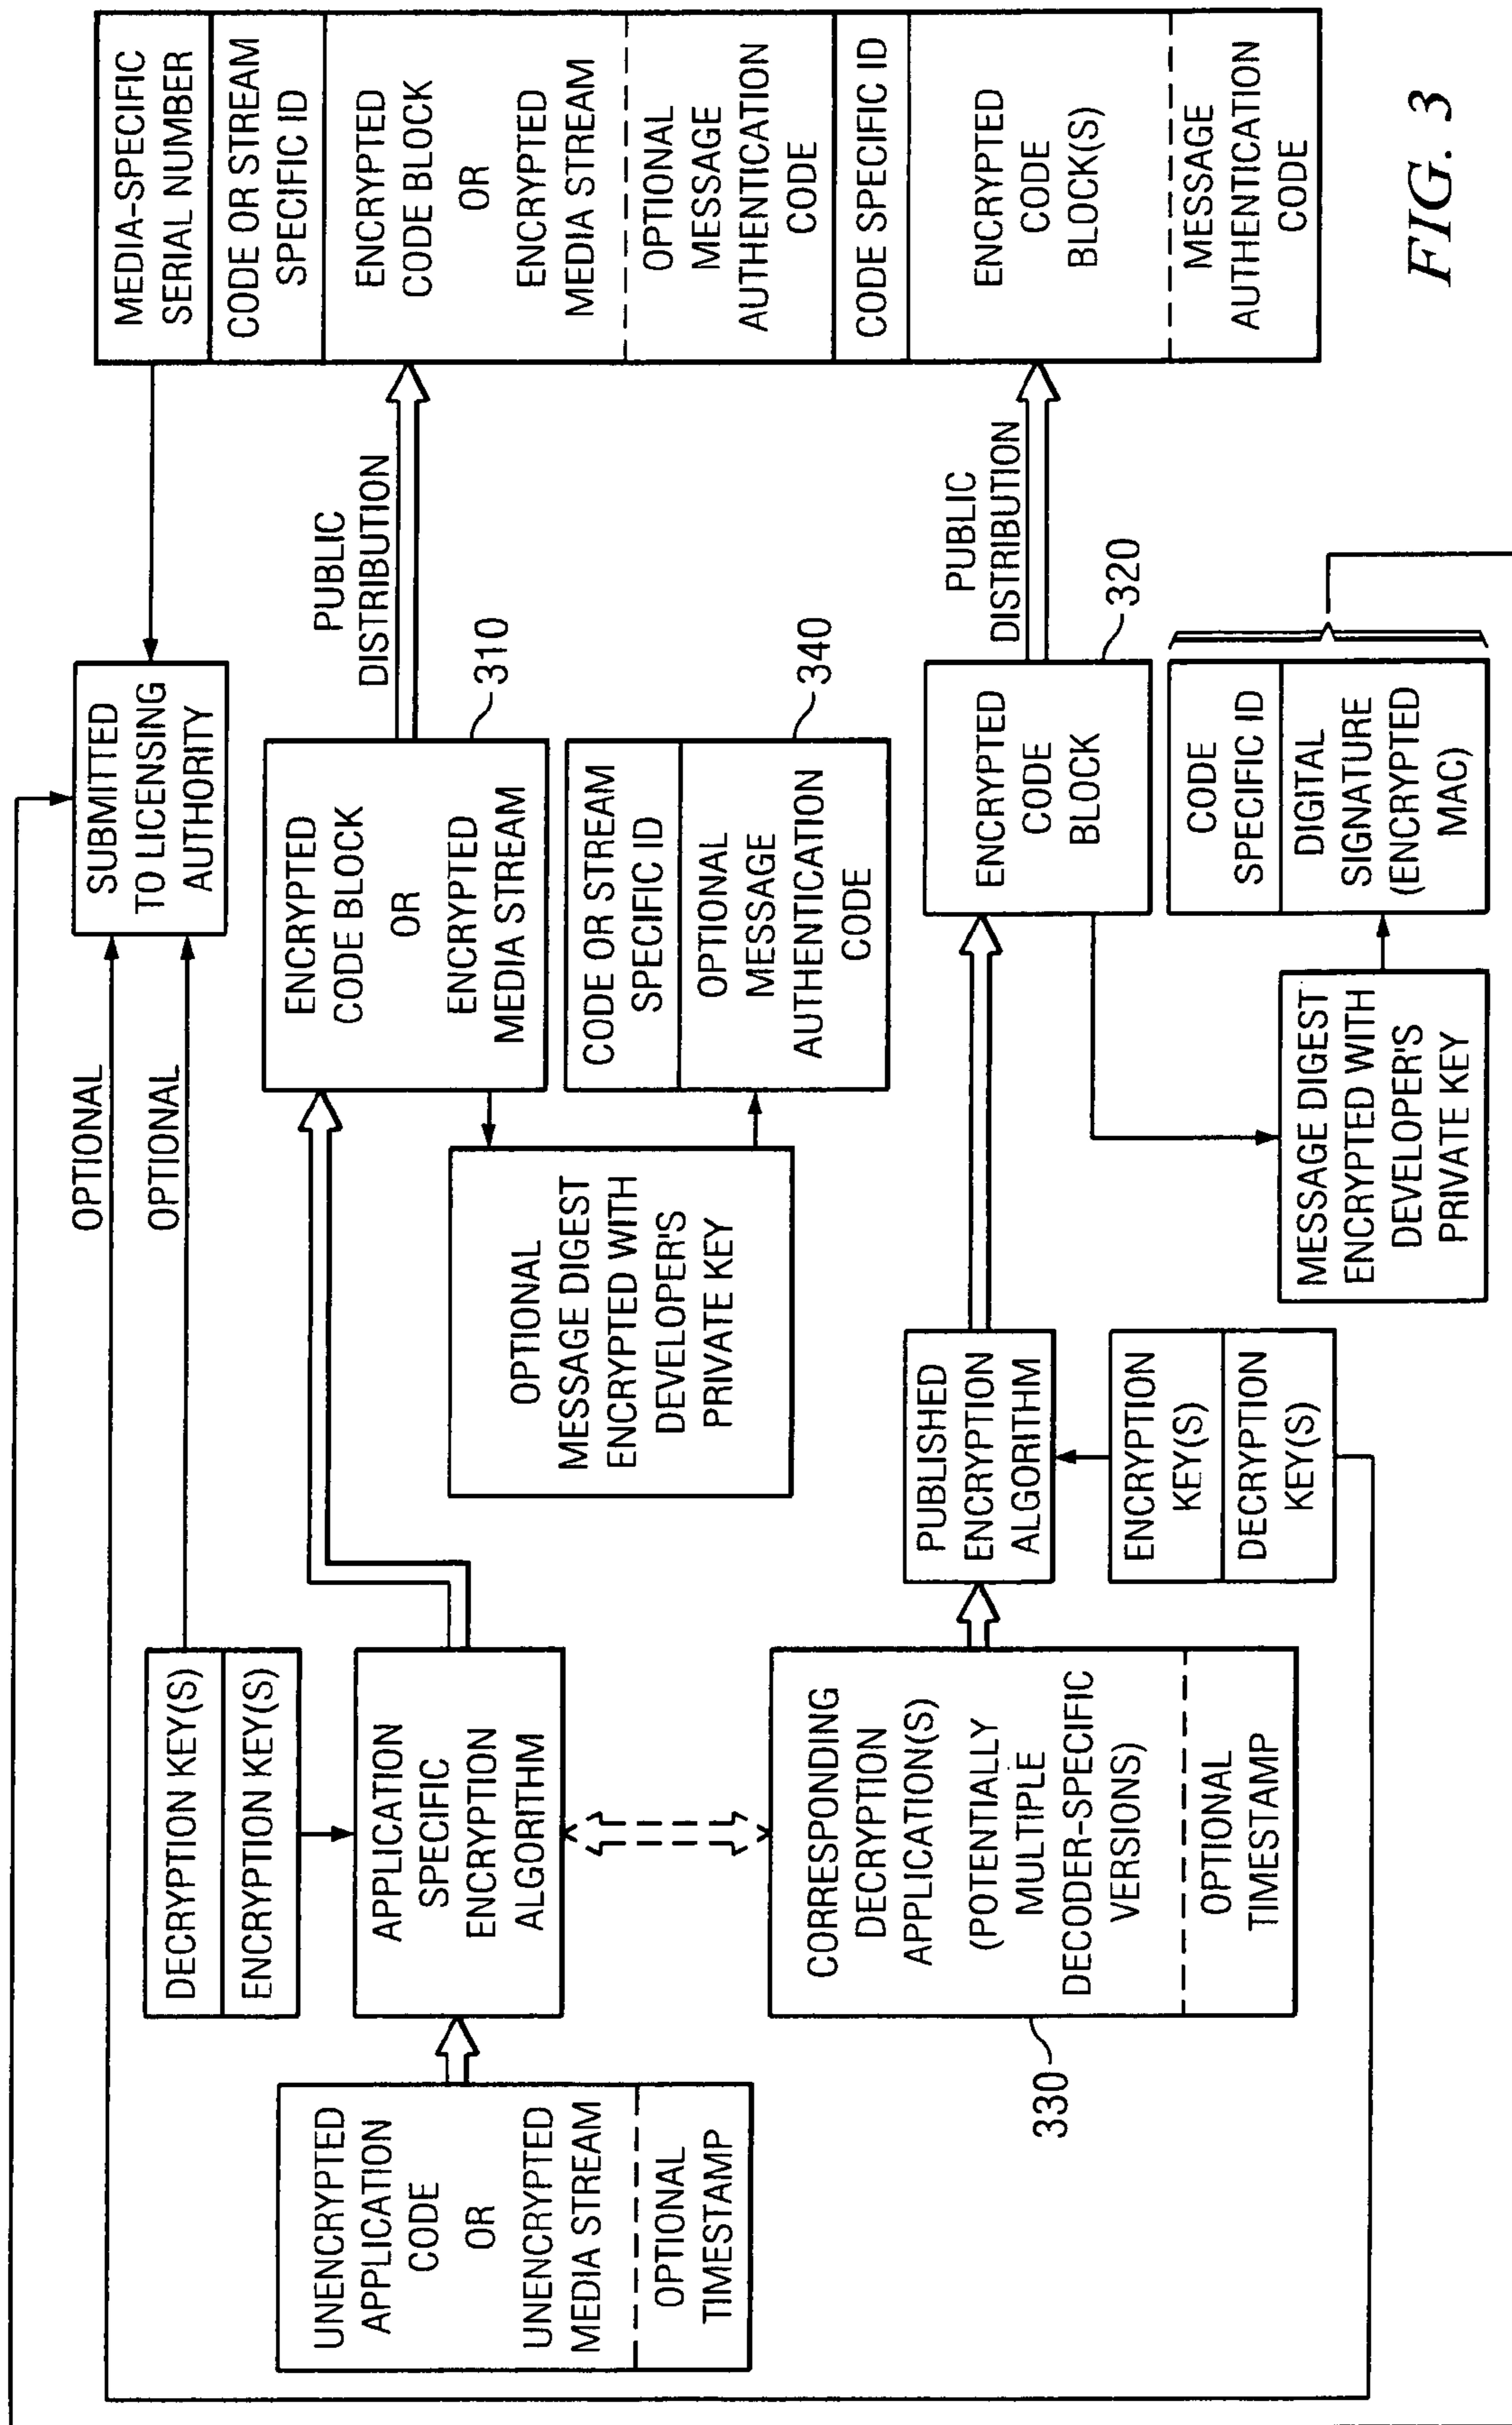 UNENCRYPTED
APPLICATION
CODE
OR
UNENCRYPTED
MEDIA STREAM
OPTIONAL
TIMESTAMP
DECRYPTION KEY(S)
ENCRYPTION KEY(S)
APPLICATION
SPECIFIC
ENCRYPTION
ALGORITHM
CORRESPONDING
DECRYPTION
APPLICATION(S)
(POTENTIALLY
MULTIPLE
DECODER-SPECIFIC
VERSIONS)
OPTIONAL
TIMESTAMP
330
OPTIONAL
OPTIONAL
OPTIONAL
MESSAGE DIGEST
ENCRYPTED WITH
DEVELOPER'S
PRIVATE KEY
PUBLISHED
ENCRYPTION
ALGORITHM
ENCRYPTION
KEY(S)
DECRYPTION
KEY(S)
SUBMITTED
TO LICENSING
AUTHORITY
ENCRYPTED
CODE BLOCK
OR
ENCRYPTED
MEDIA STREAM
310
CODE OR STREAM
SPECIFIC ID
OPTIONAL
MESSAGE
AUTHENTICATION
CODE
340
ENCRYPTED
CODE
BLOCK
320
MESSAGE DIGEST
ENCRYPTED WITH
DEVELOPER'S
PRIVATE KEY
CODE
SPECIFIC ID
DIGITAL
SIGNATURE
(ENCRYPTED
MAC)
PUBLIC
DISTRIBUTION
PUBLIC
DISTRIBUTION
MEDIA-SPECIFIC
SERIAL NUMBER
CODE OR STREAM
SPECIFIC ID
ENCRYPTED
CODE BLOCK
OR
ENCRYPTED
MEDIA STREAM
OPTIONAL
MESSAGE
AUTHENTICATION
CODE
CODE SPECIFIC ID
ENCRYPTED
CODE
BLOCK(S)
MESSAGE
AUTHENTICATION
CODE
FIG. 3